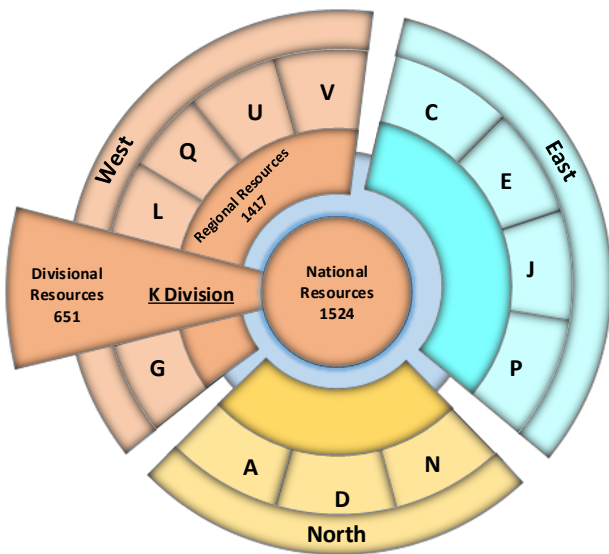 West
V
U
Q
L
Regional Resources
1417
Divisional
Resources
651
K Division
G
National
Resources
1524
C
E
J
P
East
A
D
N
North